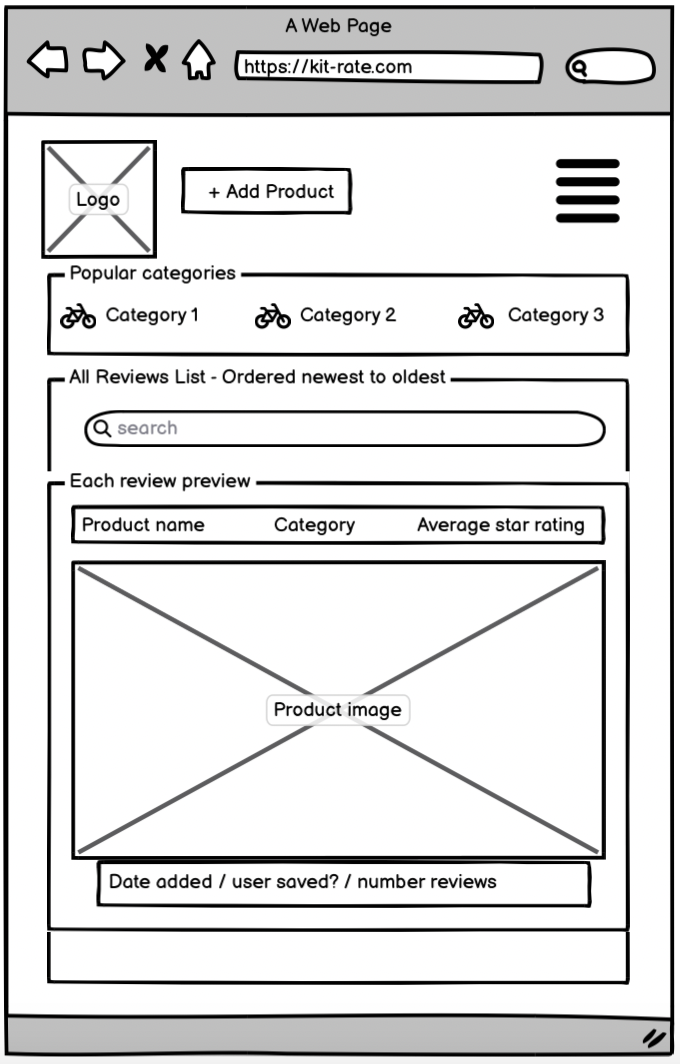 A Web Page
https://kit-rate.com
Logo
+ Add Product
Popular categories
Category 1 Category 2 Category 3
All Reviews List - Ordered newest to oldest
search
Each review preview
Product name Category Average star rating
Product image
Date added / user saved? / number reviews